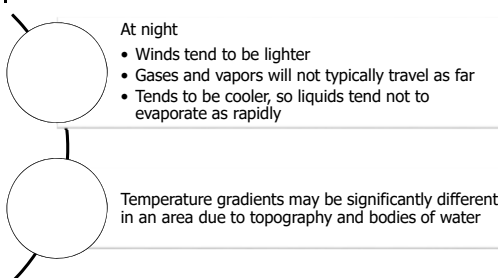 At night
• Winds tend to be lighter
• Gases and vapors will not typically travel as far
• Tends to be cooler, so liquids tend not to
evaporate as rapidly
Temperature gradients may be significantly different
in an area due to topography and bodies of water